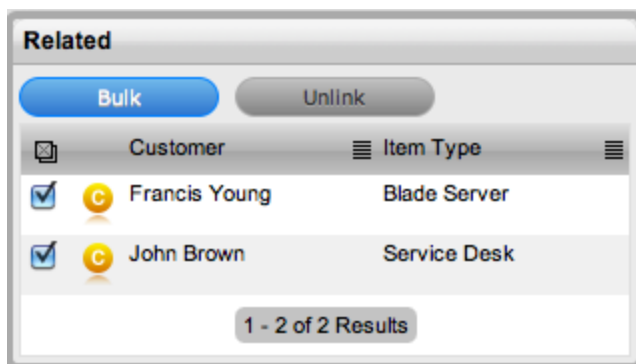 Related
Bulk Unlink
Customer Item Type
C Francis Young Blade Server
C John Brown Service Desk
1 - 2 of 2 Results